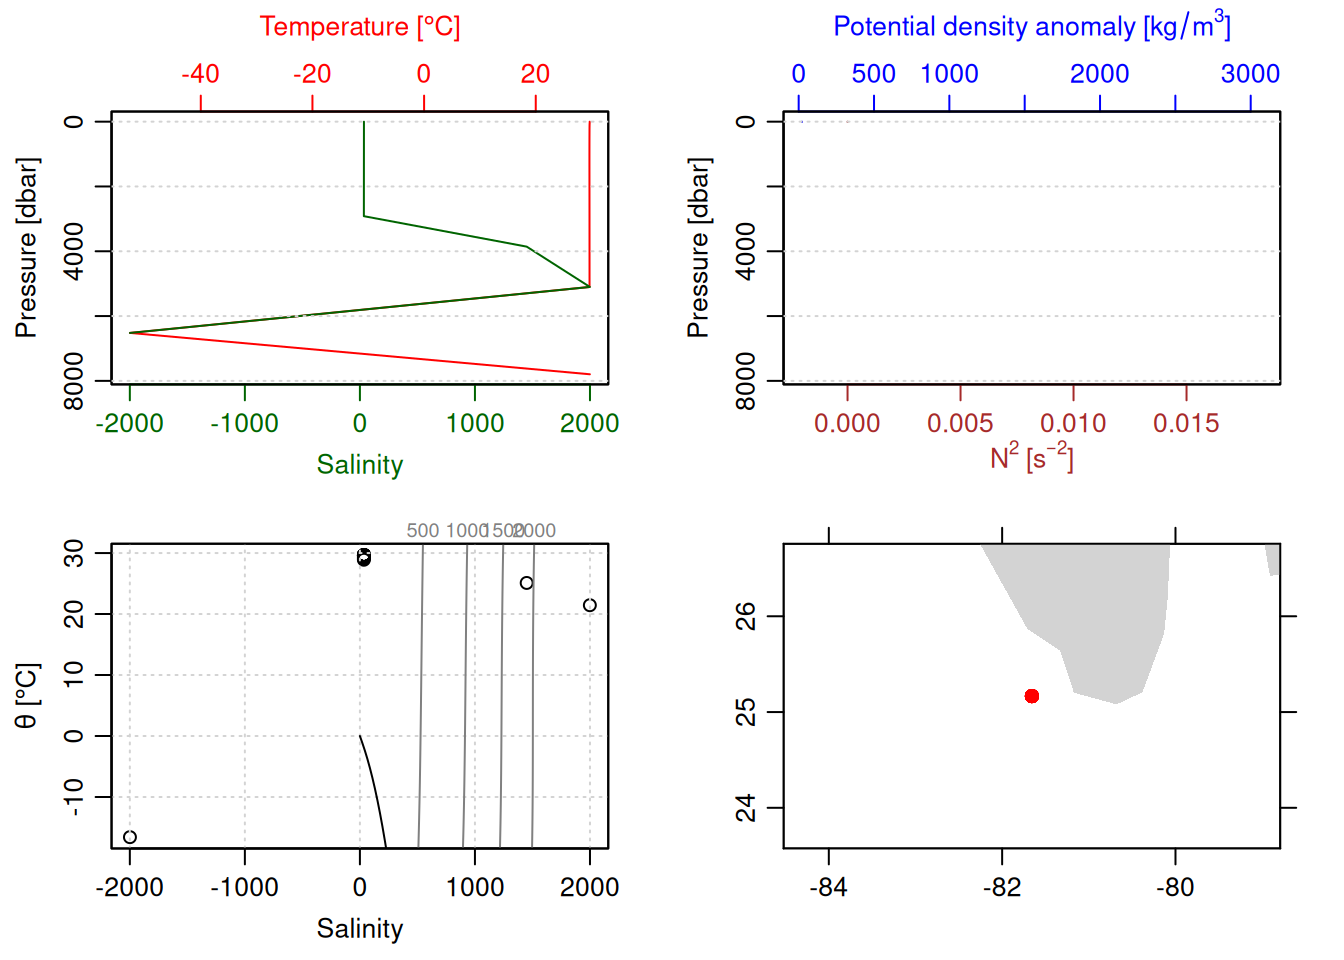 Temperature [°C]
-40 -20 0 20
0 4000 8000
Pressure [dbar]
-2000 -1000 0 1000 2000
Salinity
Potential density anomaly [kg/m³]
0 500 1000 2000 3000
0 4000 8000
Pressure [dbar]
0.000 0.005 0.010 0.015
N² [s⁻²]
500 1000 1500 2000
30 20 10 0 -10
θ [°C]
-2000 -1000 0 1000 2000
Salinity
26 25 24
-84 -82 -80